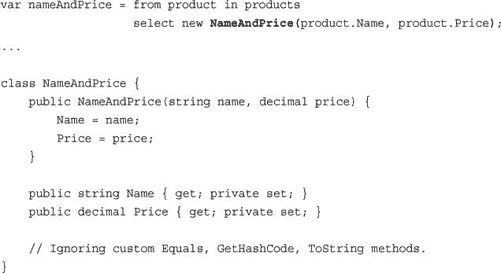 var nameAndPrice = from product in products
                   select new NameAndPrice(product.Name, product.Price);
...

class NameAndPrice {
    public NameAndPrice(string name, decimal price) {
        Name = name;
        Price = price;
    }

    public string Name { get; private set; }
    public decimal Price { get; private set; }

    // Ignoring custom Equals, GetHashCode, ToString methods.
}